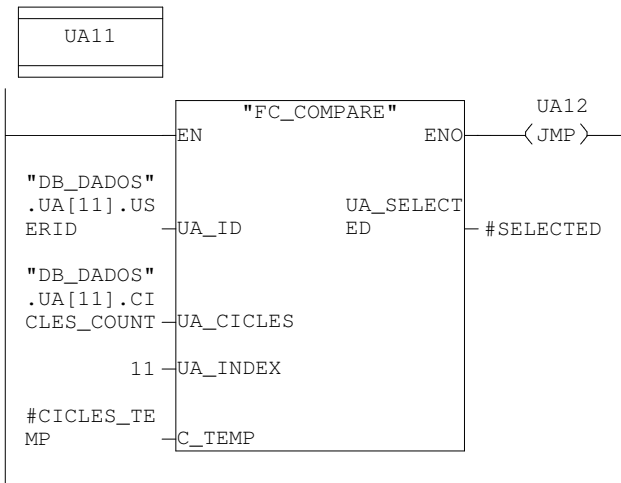 UA11
"FC_COMPARE"
UA12
EN
ENO
JMP
"DB_DADOS"
.UA[11].US
ERID
UA_ID
UA_SELECT
ED
#SELECTED
"DB_DADOS"
.UA[11].CI
CLES_COUNT
UA_CICLES
11
UA_INDEX
#CICLES_TE
MP
C_TEMP